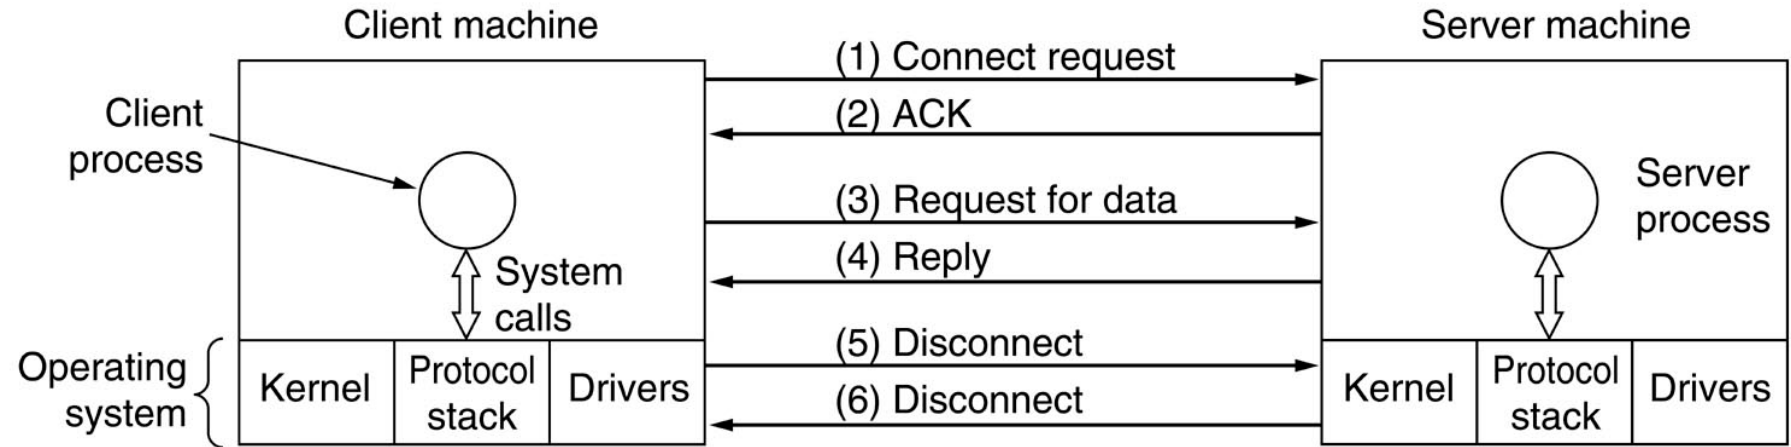 Client machine
Server machine
(1) Connect request
(2) ACK
Client
process
(3) Request for data
(4) Reply
Server
process
System
calls
(5) Disconnect
(6) Disconnect
Operating
system
Kernel
Protocol
stack
Drivers
Kernel
Protocol
stack
Drivers